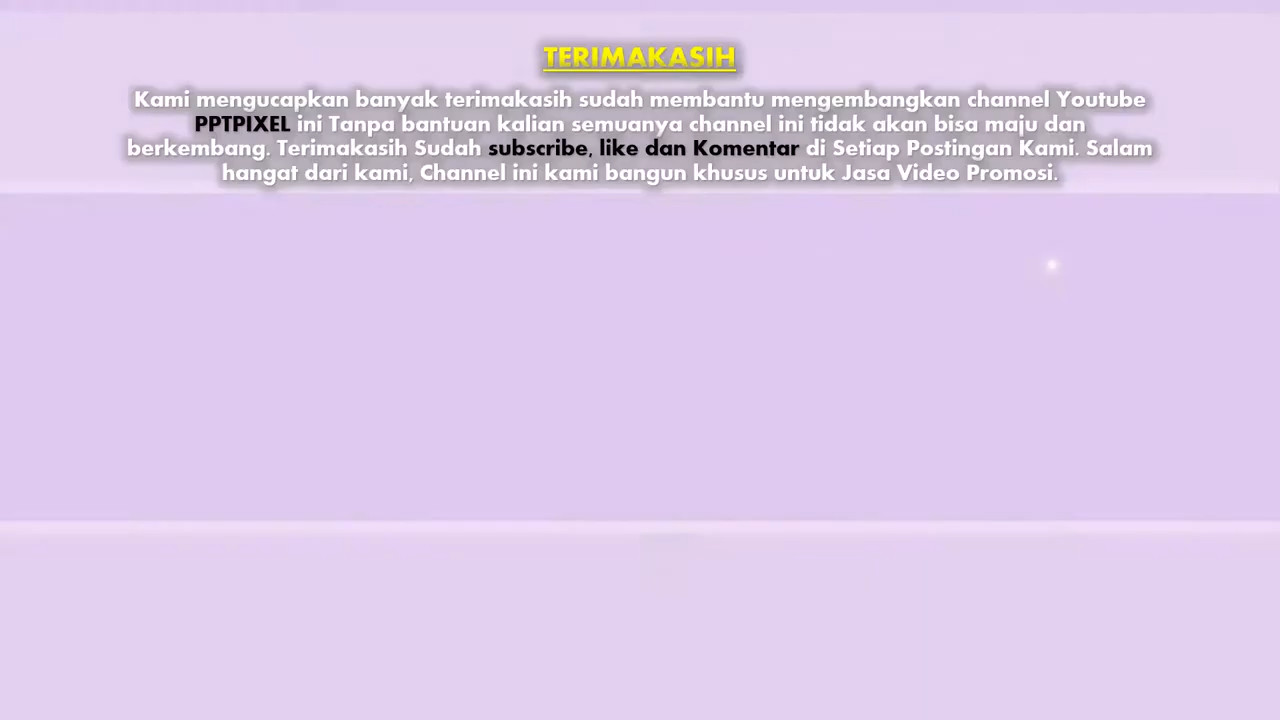 TERIMAKASIH
Kami mengucapkan banyak terimakasih sudah membantu mengembangkan channel Youtube
PPTPIXEL ini Tanpa bantuan kalian semuanya channel ini tidak akan bisa maju dan
berkembang. Terimakasih Sudah subscribe, like dan Komentar di Setiap Postingan Kami. Salam
hangat dari kami, Channel ini kami bangun khusus untuk Jasa Video Promosi.